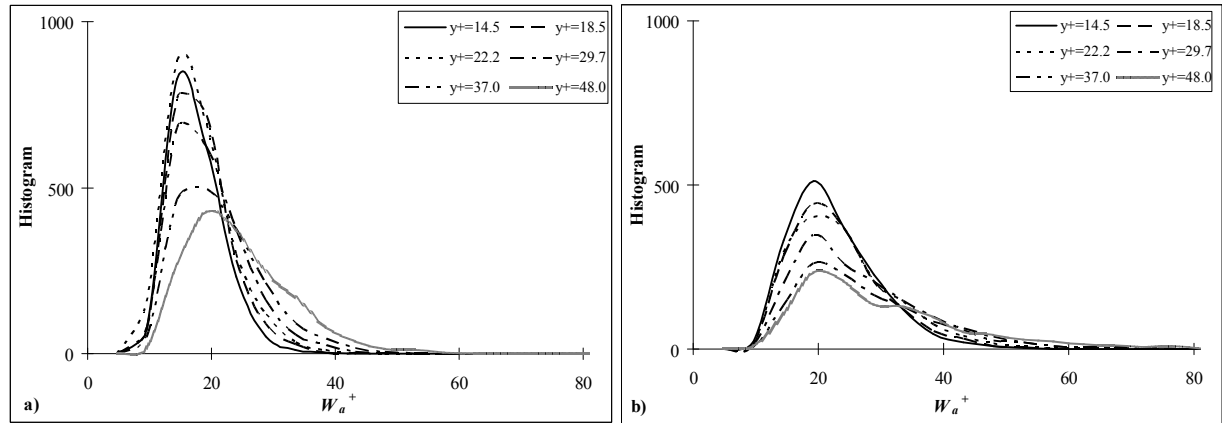 1000
500
0
Histogram
0 20 40 60 80
a)
Wa+
y+=14.5 y+=18.5
y+=22.2 y+=29.7
y+=37.0 y+=48.0
1000
500
0
Histogram
0 20 40 60 80
b)
Wa+
y+=14.5 y+=18.5
y+=22.2 y+=29.7
y+=37.0 y+=48.0